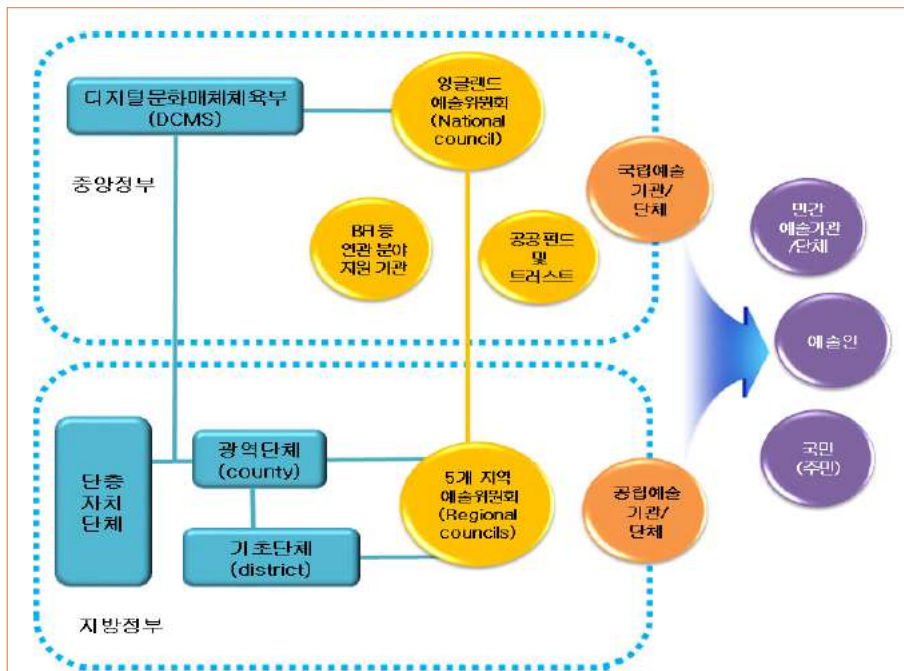 디지털문화매체체육부
(DCMS)
잉글랜드
예술위원회
(National
council)
중앙정부
국립예술
기관/
단체
BFI 등
연관 분야
지원 기관
공공펀드
및
트러스트
민간
예술기관
/단체
예술인
국민
(주민)
단층
자치
단체
광역단체
(county)
기초단체
(district)
5개 지역
예술위원회
(Regional
councils)
공립예술
기관/
단체
지방정부